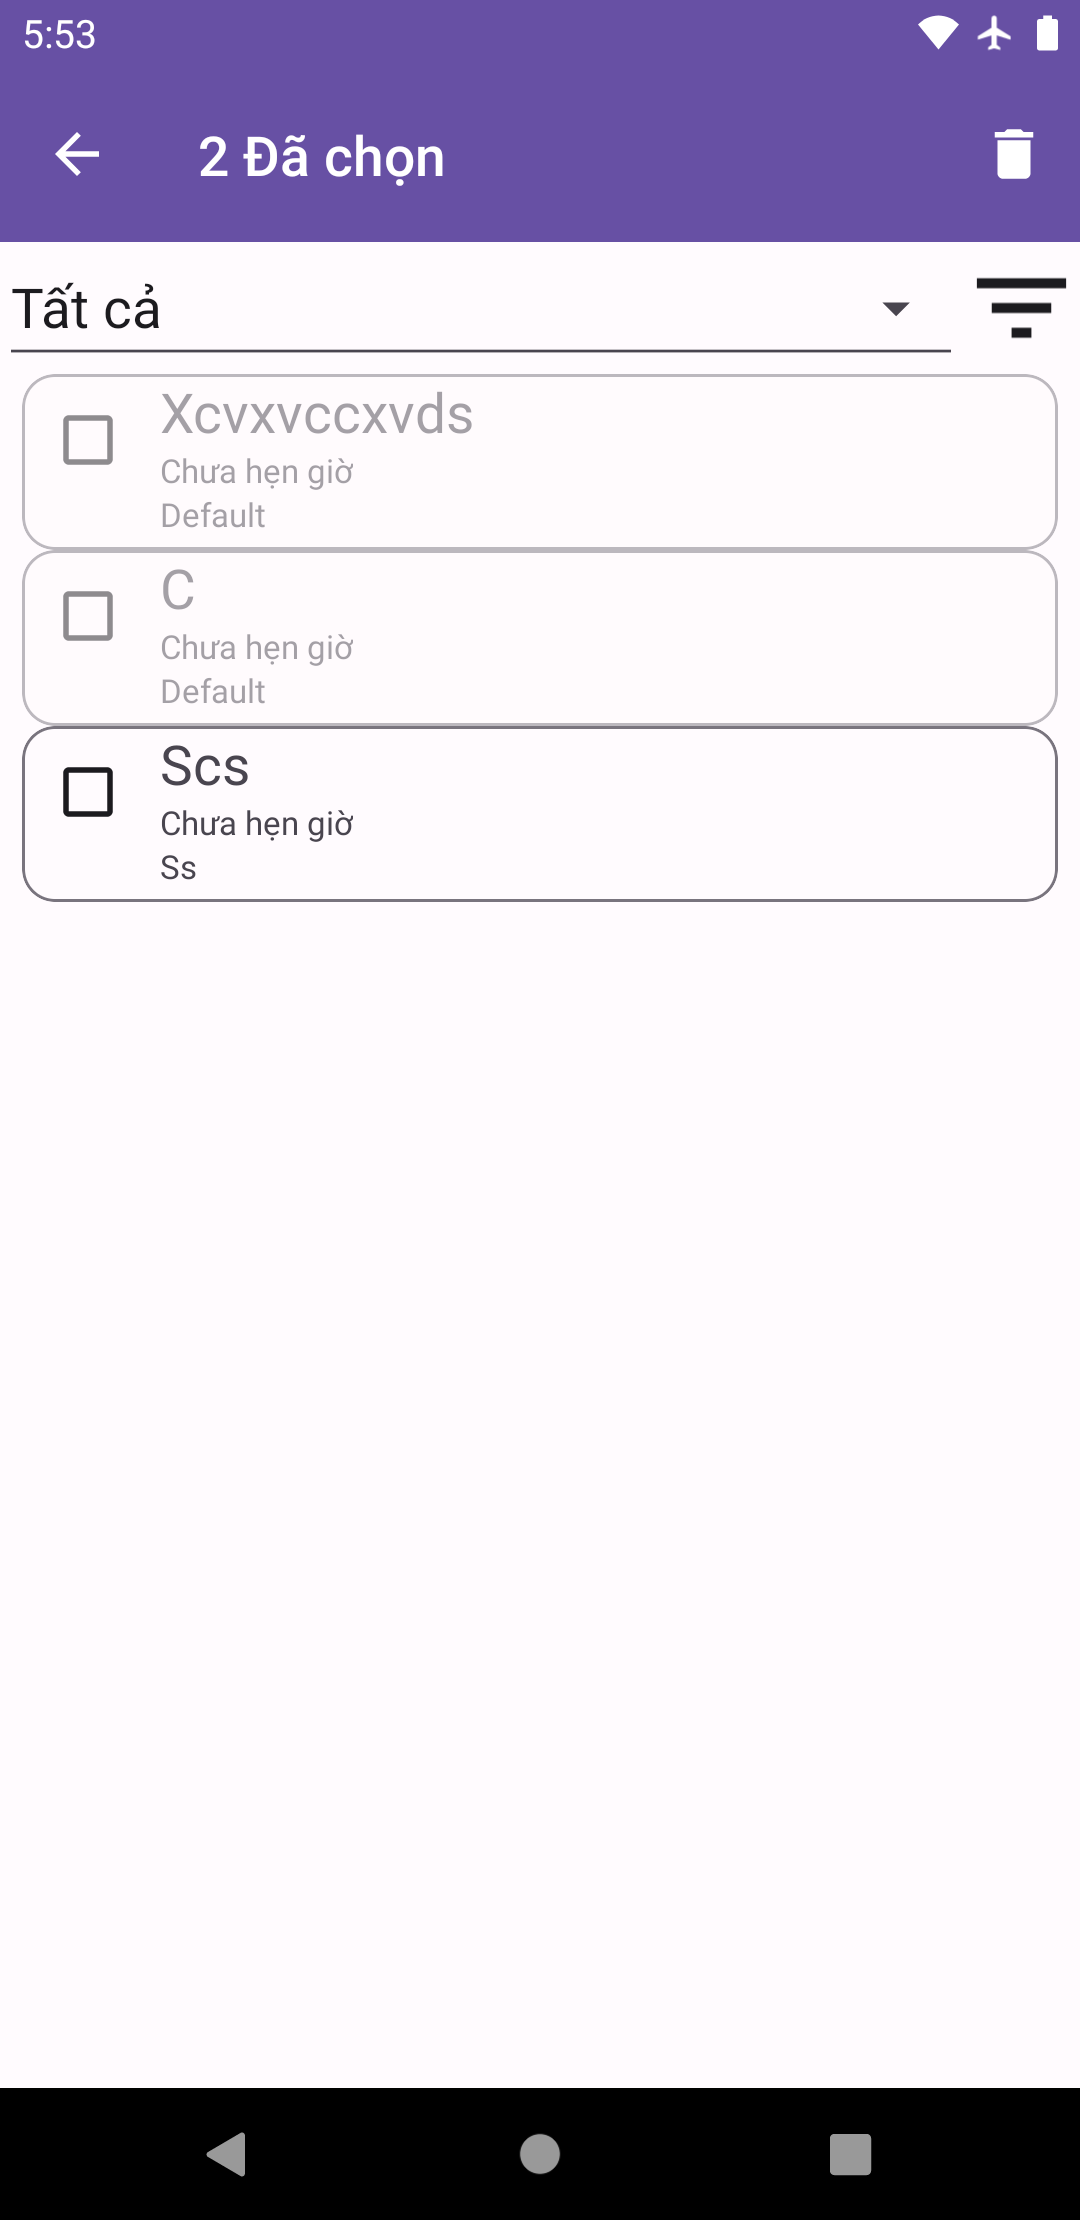 5:53
2 Đã chọn
Tất cả
Xcvxvccxvds
Chưa hẹn giờ
Default
C
Chưa hẹn giờ
Default
Scs
Chưa hẹn giờ
Ss